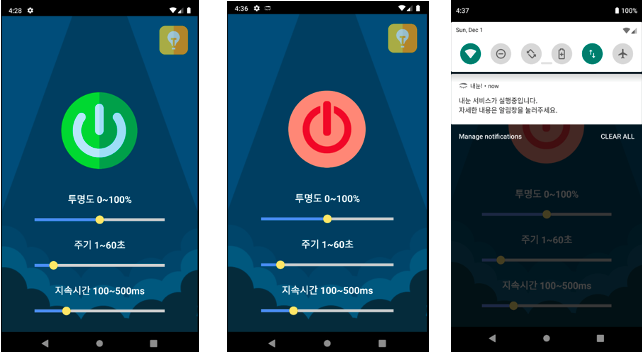 4:28
투명도 0~100%
주기 1~60초
지속시간 100~500ms
4:36
투명도 0~100%
주기 1~60초
지속시간 100~500ms
4:37
100%
Sun, Dec 1
내눈! • now
내눈 서비스가 실행중입니다.
자세한 내용은 알림창을 눌러주세요.
Manage notifications
CLEAR ALL
투명도 0~100%
주기 1~60초
지속시간 100~500ms